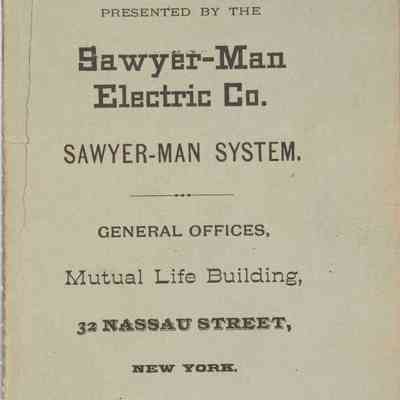 PRESENTED BY THE
Sawyer-Man
Electric Co.
SAWYER-MAN SYSTEM.
GENERAL OFFICES,
Mutual Life Building,
32 NASSAU STREET,
NEW YORK.